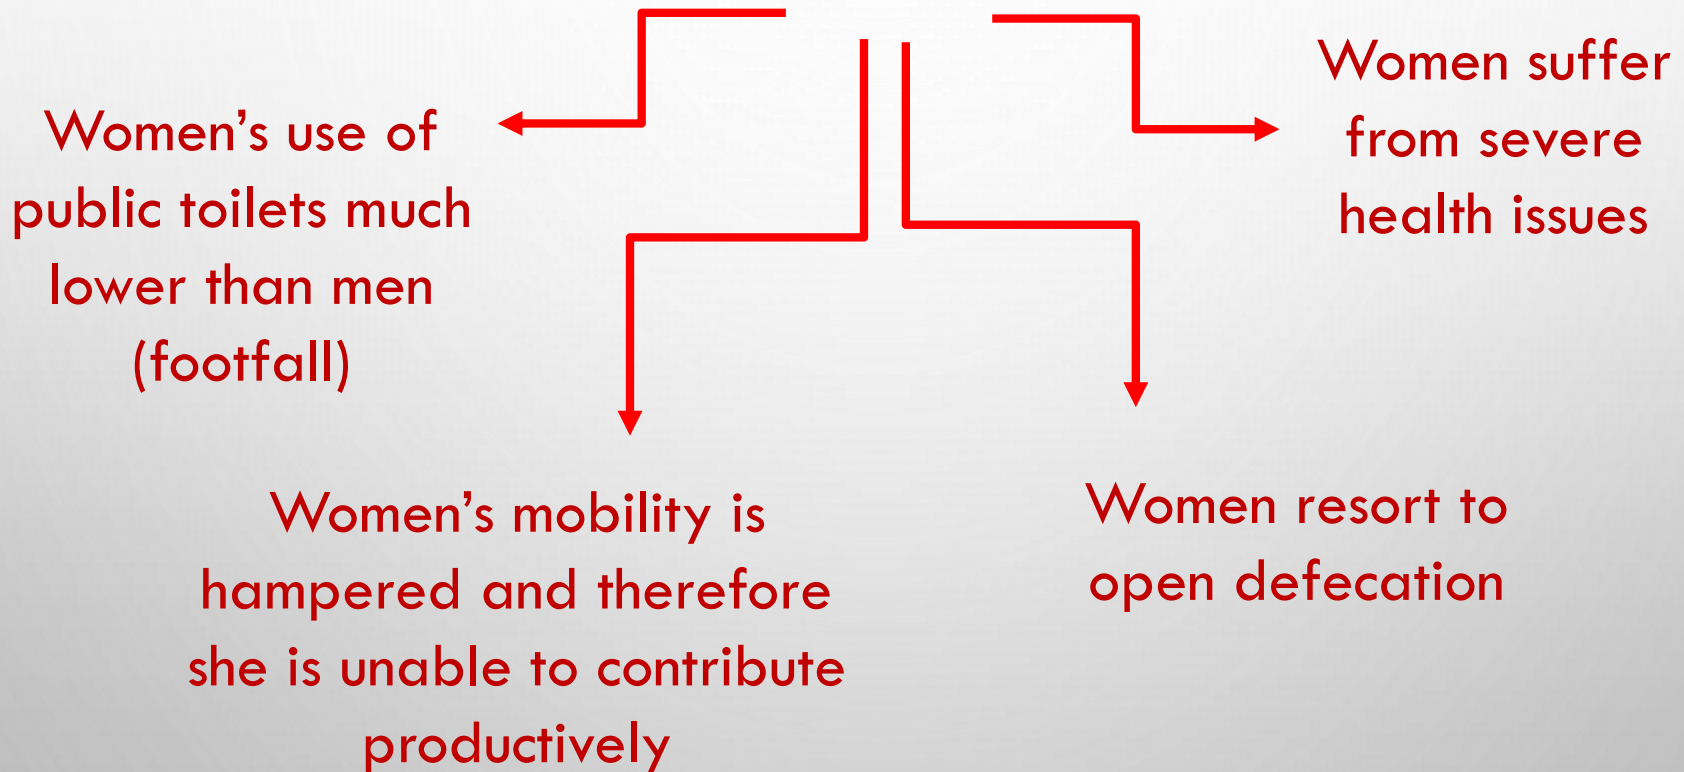 Women’s use of
public toilets much
lower than men
(footfall)
Women suffer
from severe
health issues
Women’s mobility is
hampered and therefore
she is unable to contribute
productively
Women resort to
open defecation